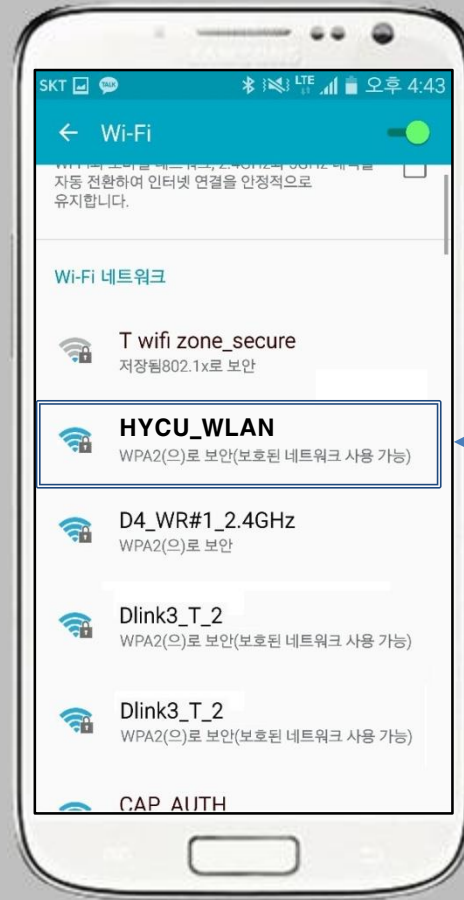 SAMSUNG
SKT TALK LTE 오후 4:43
Wi-Fi
자동 전환하여 인터넷 연결을 안정적으로
유지합니다.
Wi-Fi 네트워크
T wifi zone_secure
저장됨802.1x로 보안
HYCU_WLAN
WPA2(으)로 보안(보호된 네트워크 사용 가능)
D4_WR#1_2.4GHz
WPA2(으)로 보안
Dlink3_T_2
WPA2(으)로 보안(보호된 네트워크 사용 가능)
Dlink3_T_2
WPA2(으)로 보안(보호된 네트워크 사용 가능)
CAP_AUTH